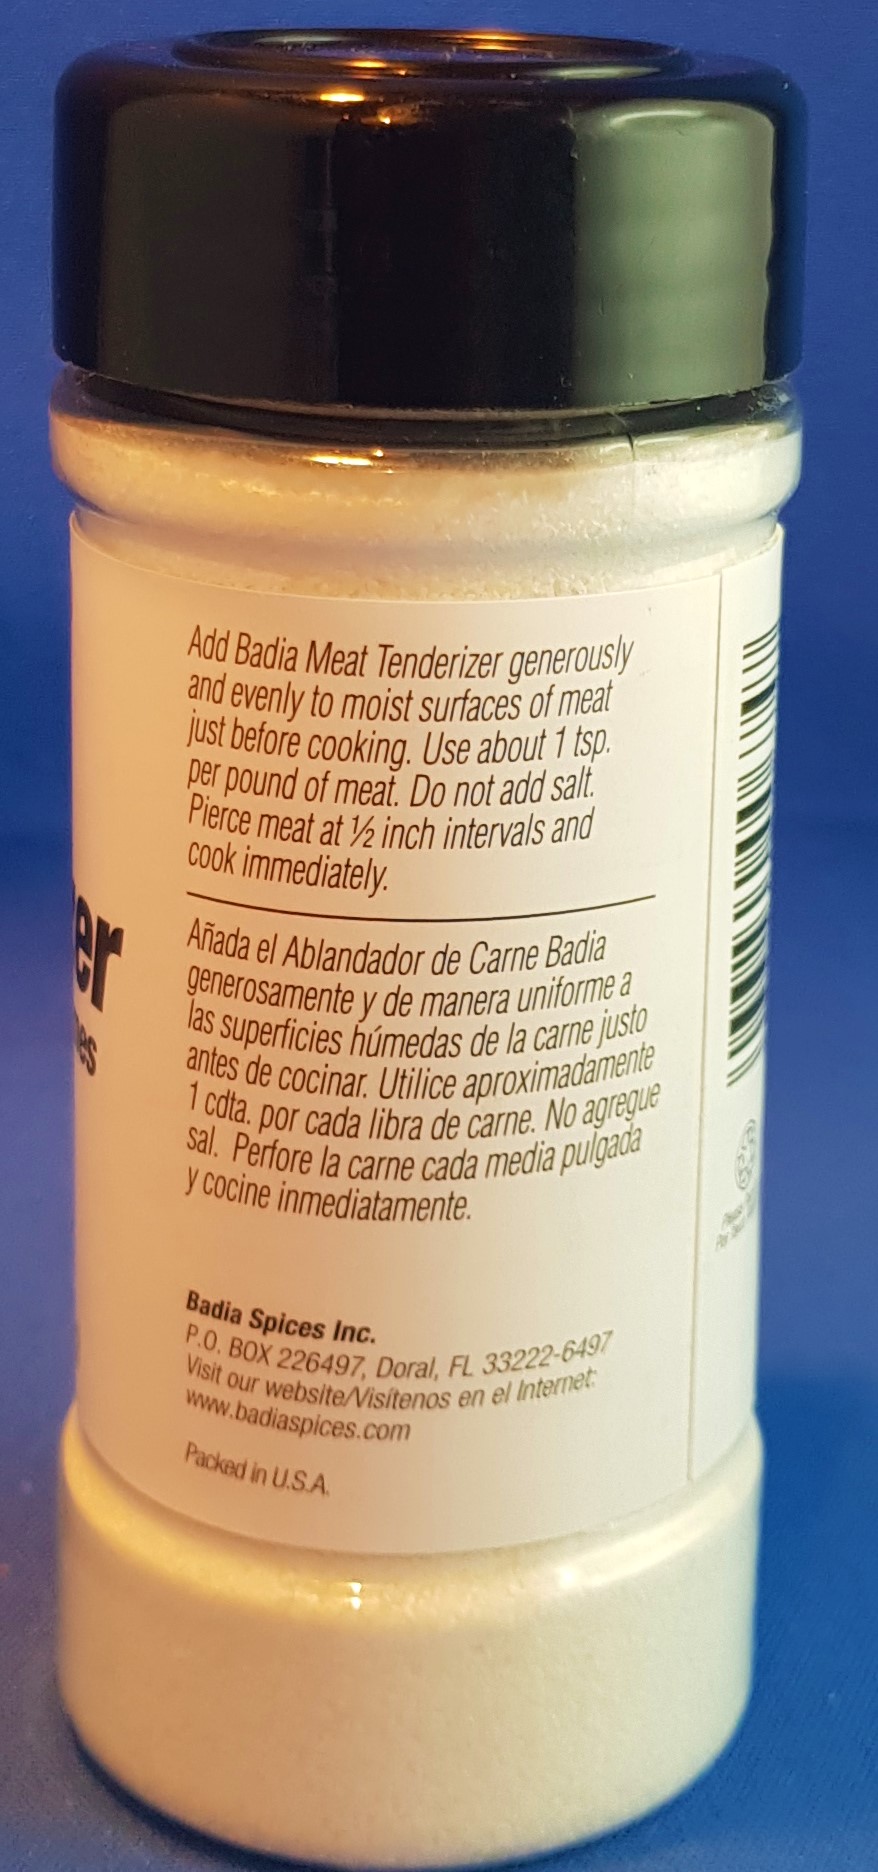 Add Badia Meat Tenderizer generously
and evenly to moist surfaces of meat
just before cooking. Use about 1 tsp.
per pound of meat. Do not add salt.
Pierce meat at ½ inch intervals and
cook immediately.
Añada el Ablandador de Carne Badia
generosamente y de manera uniforme a
las superficies húmedas de la carne justo
antes de cocinar. Utilice aproximadamente
1 cdta. por cada libra de carne. No agregue
sal. Perfore la carne cada media pulgada
y cocine inmediatamente.
Badia Spices Inc.
P.O. BOX 226497, Doral, FL 33222-6497
Visit our website/Visítenos en el Internet:
www.badiaspices.com
Packed in U.S.A.